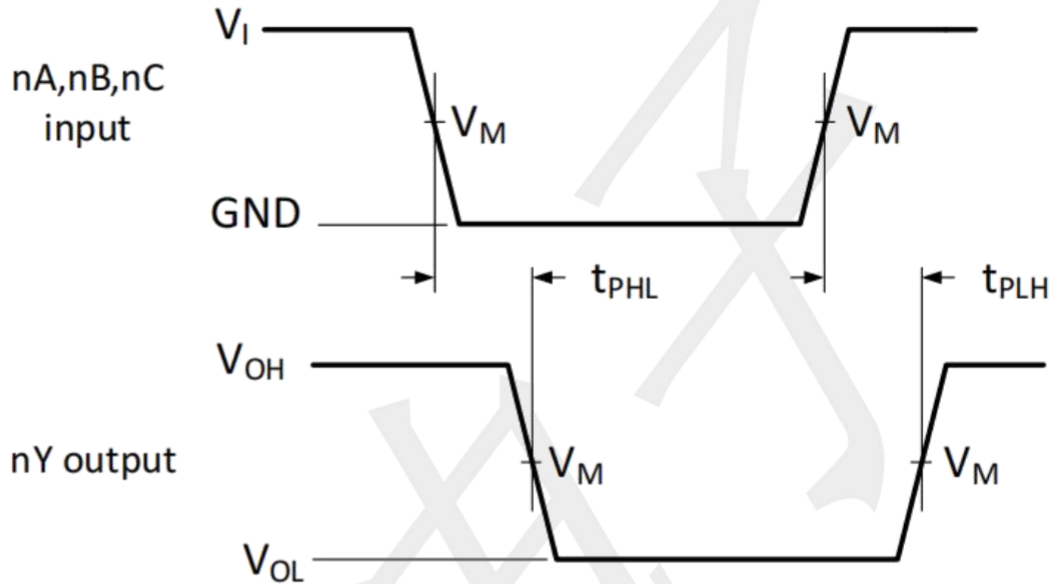 V_I
nA,nB,nC
input
V_M
V_M
GND
t_PHL
t_PLH
V_OH
nY output
V_M
V_M
V_OL